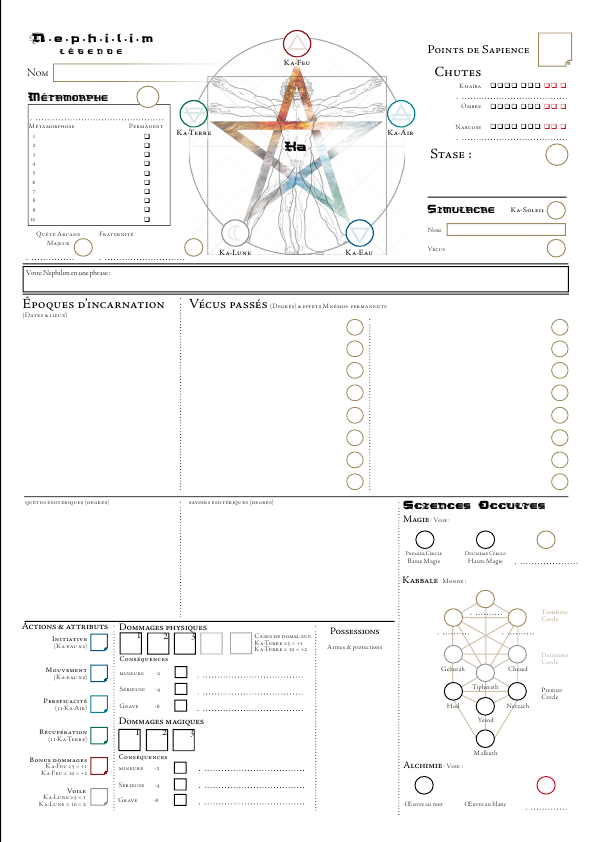 N·e·p·h·i·l·i·m
LÉGENDE
Nom
Métamorphe
Métamorphose Permanent
1
2
3
4
5
6
7
8
9
10
Quête Arcane
Majeur
Fraternité
Ka-Feu
Ka-Terre
Ka-Air
Ka
Ka-Lune
Ka-Eau
Points de Sapience
Chutes
Khaïba
Ombre
Narcose
Stase :
Simulacre Ka-Soleil
Nom
Vécus
Votre Nephilim en une phrase :
Époques d'incarnation
(Dates & lieux)
Vécus passés (Degrés) & effets Mnémos permanents
quêtes ésotériques (degrés)
savoirs ésotériques (degrés)
Sciences Occultes
Magie · Voie :
Premier Cercle
Basse Magie
Deuxième Cercle
Haute Magie
Kabbale · Monde :
Troisième
Cercle
Deuxième
Cercle
Geburah
Chesed
Tiphereth
Premier
Cercle
Hod
Netzach
Yesod
Malkuth
Alchimie · Voie :
Œuvre au noir
Œuvre au blanc
Actions & attributs
Initiative
(Ka-eau x2)
Mouvement
(Ka-eau x2)
Perspicacité
(11-Ka-Air)
Récupération
(11-Ka-Terre)
Bonus dommages
Ka-Feu ≥5 = +1
Ka-Feu ≥ 10 = +2
Voile
Ka-Lune ≥5 = 1
Ka-Lune ≥ 10 = 2
Dommages physiques
1 2 3
Cases de domm. sup.
Ka-Terre ≥5 = +1
Ka-Terre ≥ 10 = +2
Conséquences
mineure -2
Sérieuse -4
Grave -6
Dommages magiques
1 2 3
Conséquences
mineure -2
Sérieuse -4
Grave -6
Possessions
Armes & protections